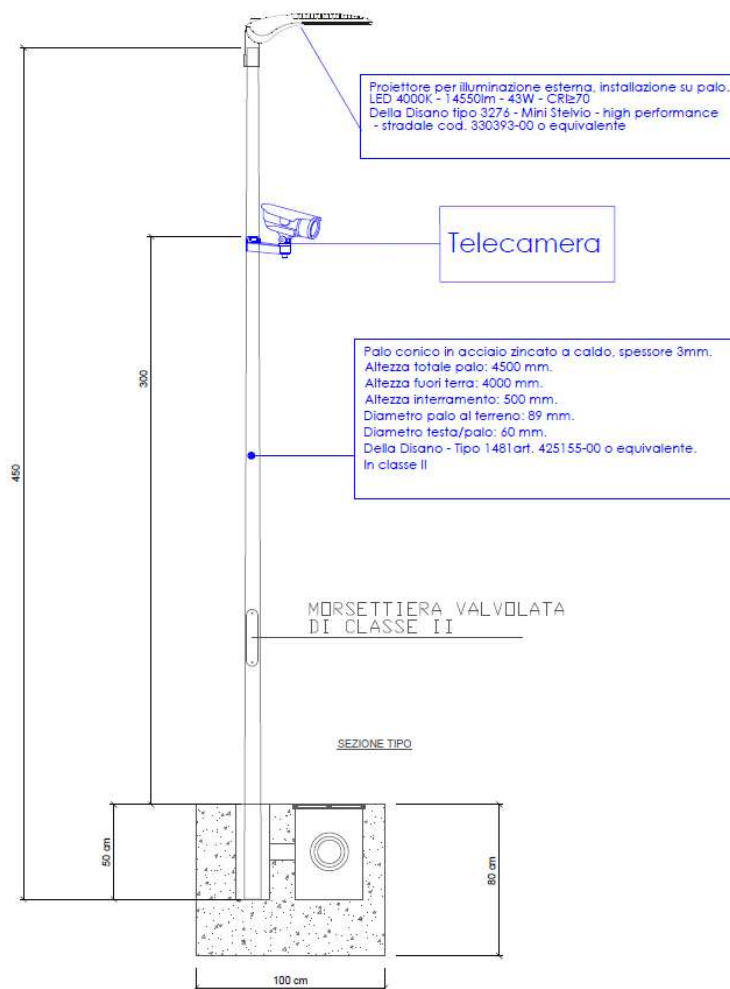 Proiettore per illuminazione esterna, installazione su palo.
LED 4000K - 14550lm - 43W - CRI≥70
Della Disano tipo 3276 - Mini Stelvio - high performance
- stradale cod. 330393-00 o equivalente
Telecamera
Palo conico in acciaio zincato a caldo, spessore 3mm.
Altezza totale palo: 4500 mm.
Altezza fuori terra: 4000 mm.
Altezza interramento: 500 mm.
Diametro palo al terreno: 89 mm.
Diametro testa/palo: 60 mm.
Della Disano - Tipo 1481art. 425155-00 o equivalente.
In classe II
300
450
MORSETTIERA VALVOLATA
DI CLASSE II
SEZIONE TIPO
50 cm
80 cm
100 cm